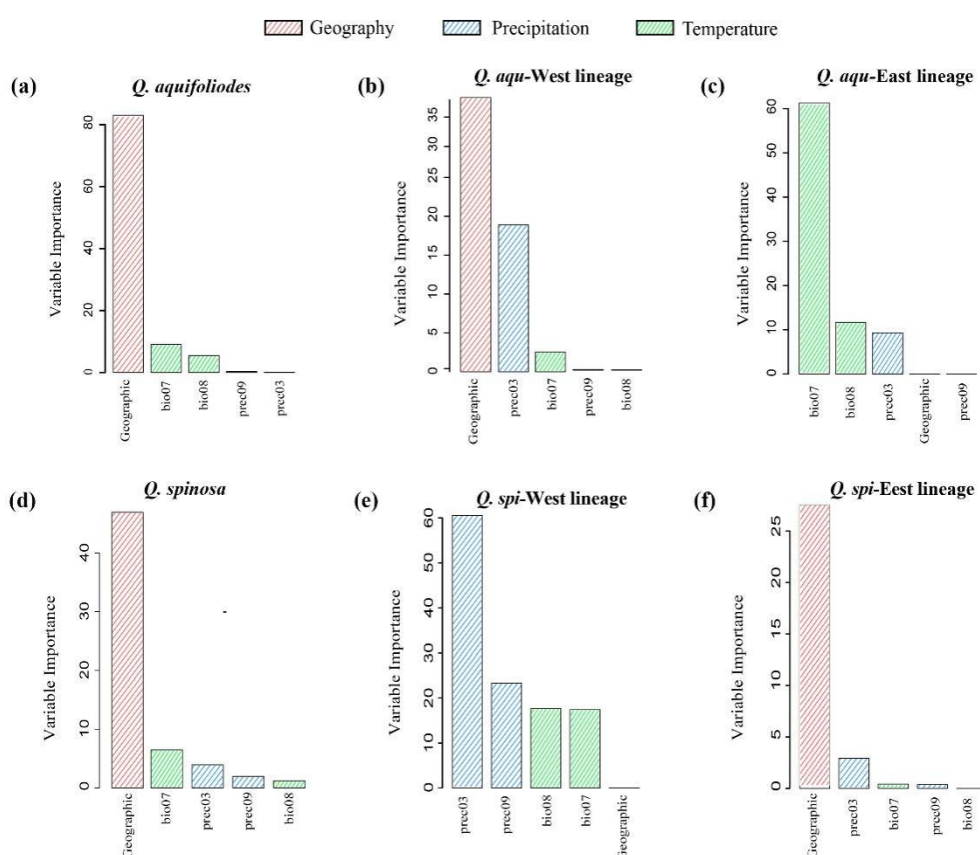 Geography Precipitation Temperature
(a) Q. aquifoliodes
Variable Importance
0 20 40 60 80
Geographic bio07 bio08 prec09 prec03
(b) Q. aqu-West lineage
Variable Importance
0 5 10 15 20 25 30 35
Geographic prec03 bio07 prec09 bio08
(c) Q. aqu-East lineage
Variable Importance
0 10 20 30 40 50 60
bio07 bio08 prec03 Geographic prec09
(d) Q. spinosa
Variable Importance
0 10 20 30 40
Geographic bio07 prec03 prec09 bio08
(e) Q. spi-West lineage
Variable Importance
0 10 20 30 40 50 60
prec03 prec09 bio08 bio07 Geographic
(f) Q. spi-Eest lineage
Variable Importance
0 5 10 15 20 25
Geographic prec03 bio07 prec09 bio08